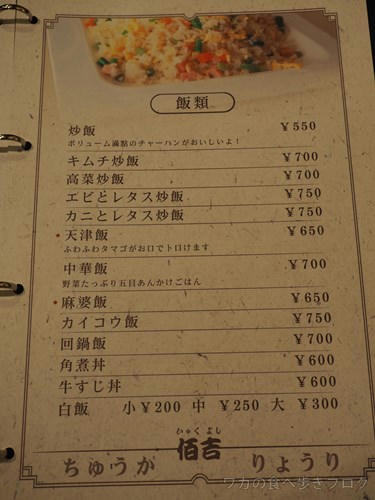 飯類
炒飯 ￥550
ボリューム満點のチャーハンがおいしいよ！
キムチ炒飯 ￥700
高菜炒飯 ￥700
エビとレタス炒飯 ￥750
カニとレタス炒飯 ￥750
天津飯 ￥650
ふわふわタマゴがお口でトロけます
中華飯 ￥700
野菜たっぷり五目あんかけごはん
麻婆飯 ￥650
カイコウ飯 ￥750
回鍋飯 ￥700
角煮丼 ￥600
牛すじ丼 ￥600
白飯 小￥200 中 ￥250 大 ￥300
ひゃく よし
佰吉
ちゅうか りょうり
ワカの食べ歩きブログ